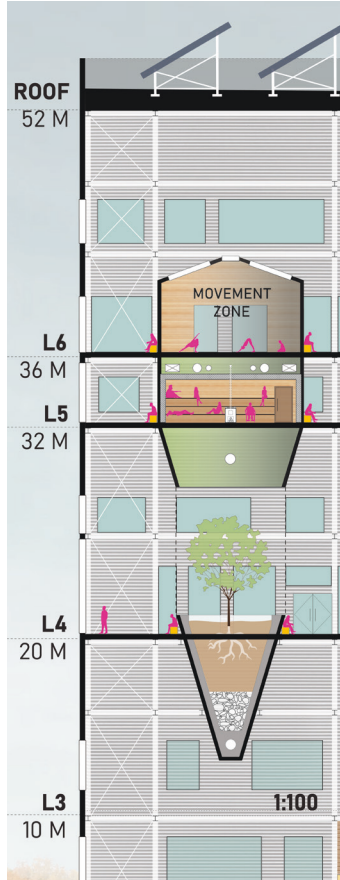 ROOF
52 M
MOVEMENT
ZONE
L6
36 M
L5
32 M
L4
20 M
L3
1:100
10 M